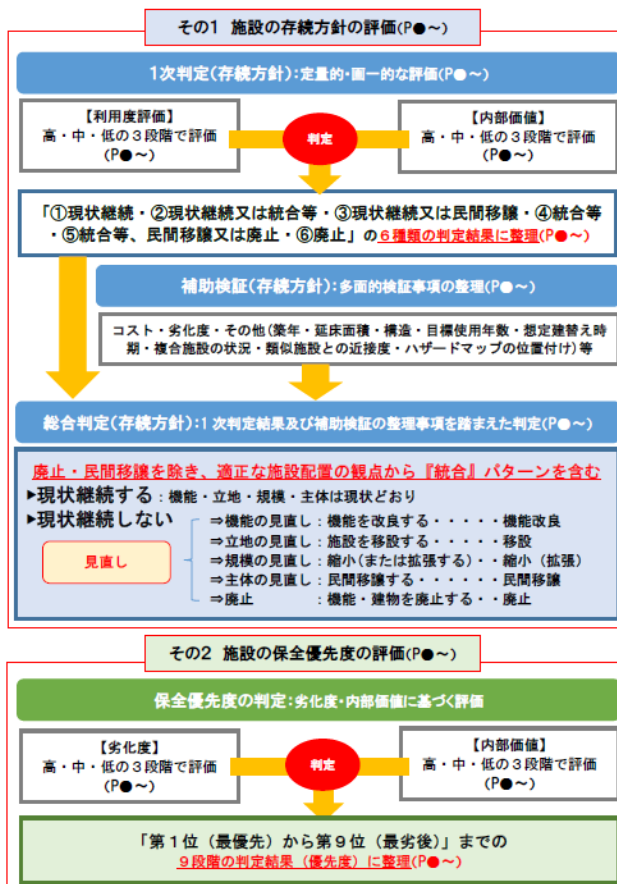 その1 施設の存続方針の評価(P●~)
1次判定(存続方針):定量的・画一的な評価(P●~)
【利用度評価】
高・中・低の3段階で評価
(P●~)
判定
【内部価値】
高・中・低の3段階で評価
(P●~)
「①現状継続・②現状継続又は統合等・③現状継続又は民間移譲・④統合等
・⑤統合等、民間移譲又は廃止・⑥廃止」の6種類の判定結果に整理(P●~)
補助検証(存続方針):多面的検証事項の整理(P●~)
コスト・劣化度・その他(築年・延床面積・構造・目標使用年数・想定建替え時
期・複合施設の状況・類似施設との近接度・ハザードマップの位置付け)等
総合判定(存続方針):1次判定結果及び補助検証の整理事項を踏まえた判定(P●~)
廃止・民間移譲を除き、適正な施設配置の観点から『統合』パターンを含む
▶現状継続する:機能・立地・規模・主体は現状どおり
▶現状継続しない
見直し
⇒機能の見直し:機能を改良する・・・・・機能改良
⇒立地の見直し:施設を移設する・・・・・移設
⇒規模の見直し:縮小(または拡張する)・・縮小(拡張)
⇒主体の見直し:民間移譲する・・・・・・民間移譲
⇒廃止 :機能・建物を廃止する・・廃止
その2 施設の保全優先度の評価(P●~)
保全優先度の判定:劣化度・内部価値に基づく評価
【劣化度】
高・中・低の3段階で評価
(P●~)
判定
【内部価値】
高・中・低の3段階で評価
(P●~)
「第1位(最優先)から第9位(最劣後)」までの
9段階の判定結果(優先度)に整理(P●~)